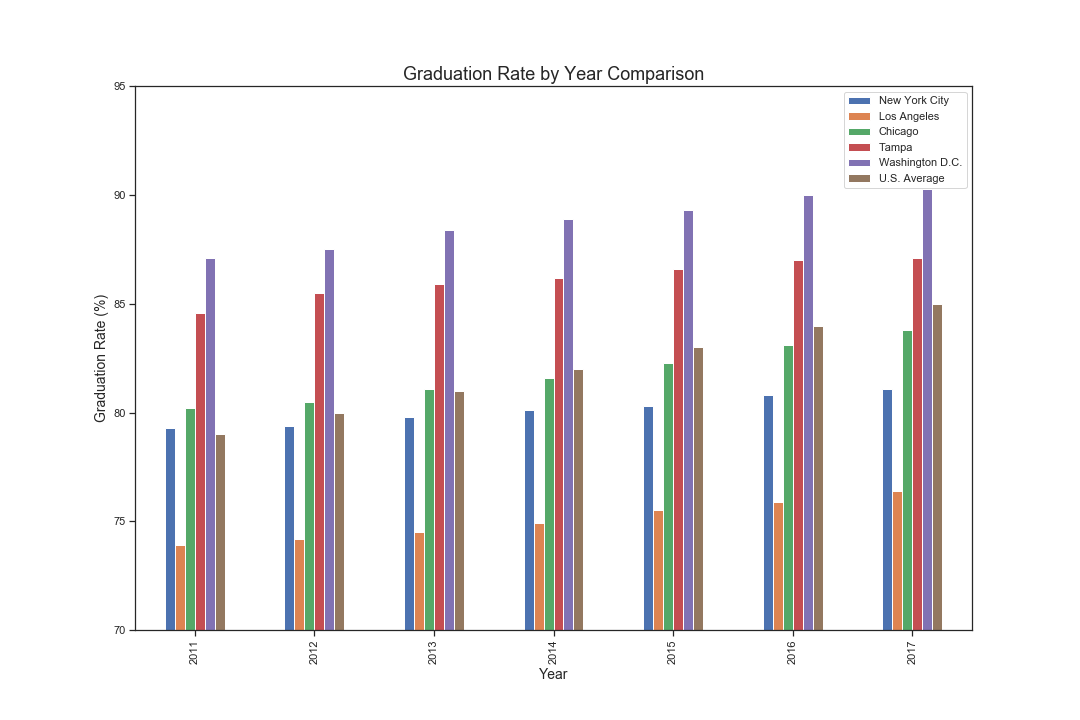 Graduation Rate by Year Comparison
95
90
85
80
75
70
Graduation Rate (%)
New York City
Los Angeles
Chicago
Tampa
Washington D.C.
U.S. Average
2011
2012
2013
2014
2015
2016
2017
Year